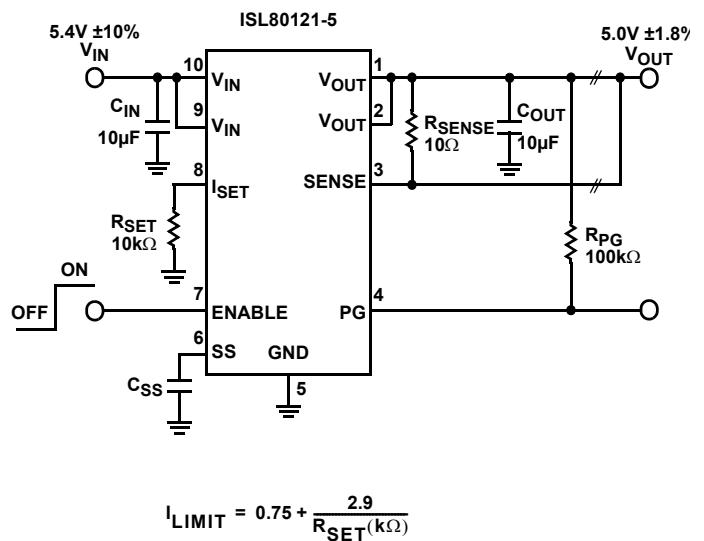 ISL80121-5
5.4V ±10%
V_IN
5.0V ±1.8%
V_OUT
10
V_IN
9
V_IN
8
I_SET
7
ENABLE
6
SS
GND
5
V_OUT
1
V_OUT
2
SENSE
3
PG
4
C_IN
10µF
R_SET
10kΩ
ON
OFF
C_SS
R_SENSE
10Ω
C_OUT
10µF
R_PG
100kΩ
I_LIMIT = 0.75 + 2.9 / R_SET(kΩ)